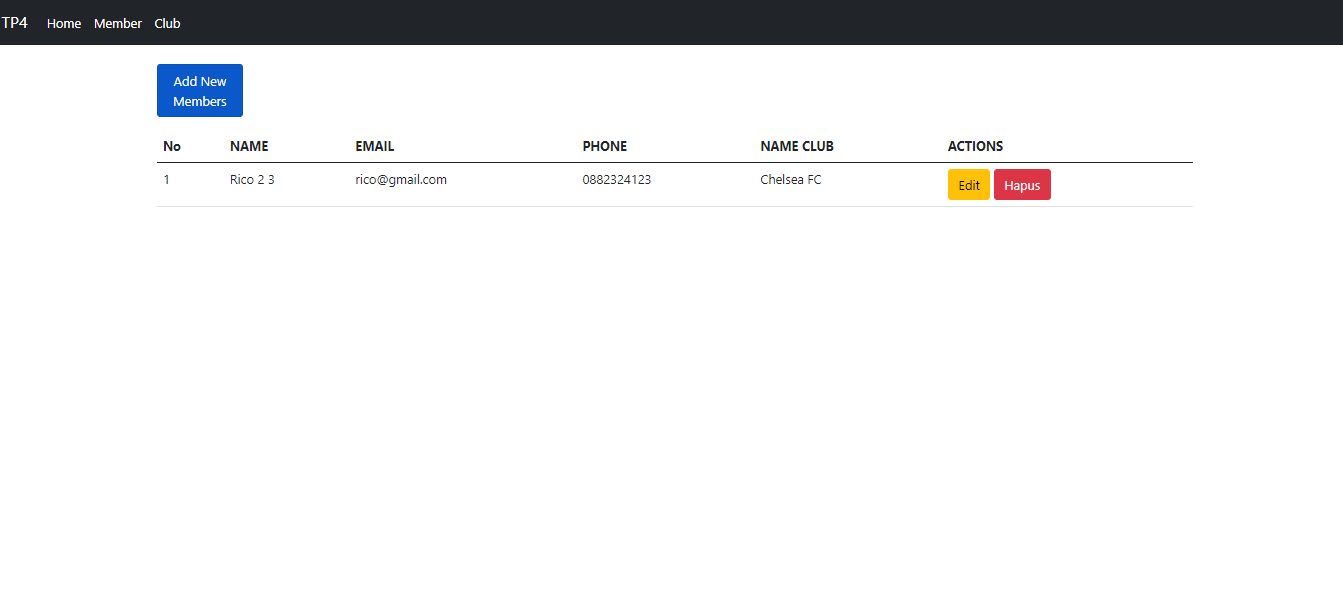 TP4 Home Member Club
Add New
Members
No NAME EMAIL PHONE NAME CLUB ACTIONS
1 Rico 2 3 rico@gmail.com 0882324123 Chelsea FC Edit Hapus